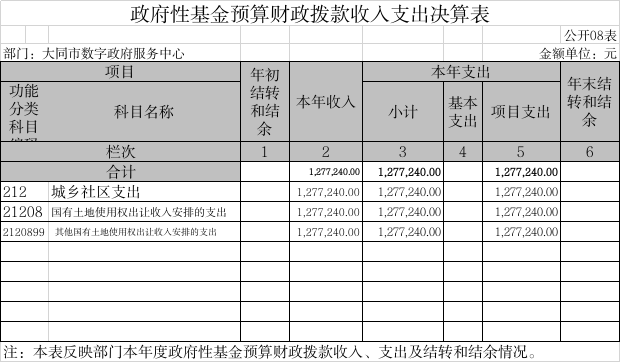 政府性基金预算财政拨款收入支出决算表
公开08表
部门：大同市数字政府服务中心 金额单位：元
项目 年初结转和结余 本年收入 本年支出 年末结转和结余
功能分类科目 科目名称 小计 基本支出 项目支出
栏次 1 2 3 4 5 6
合计 1,277,240.00 1,277,240.00 1,277,240.00
212 城乡社区支出 1,277,240.00 1,277,240.00 1,277,240.00
21208 国有土地使用权出让收入安排的支出 1,277,240.00 1,277,240.00 1,277,240.00
2120899 其他国有土地使用权出让收入安排的支出 1,277,240.00 1,277,240.00 1,277,240.00
注：本表反映部门本年度政府性基金预算财政拨款收入、支出及结转和结余情况。